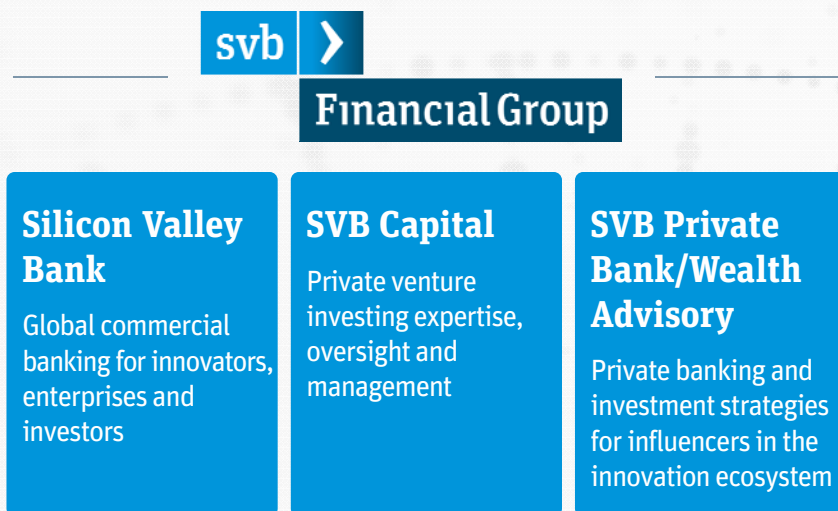 svb
Financial Group
Silicon Valley
Bank
Global commercial
banking for innovators,
enterprises and
investors
SVB Capital
Private venture
investing expertise,
oversight and
management
SVB Private
Bank/Wealth
Advisory
Private banking and
investment strategies
for influencers in the
innovation ecosystem